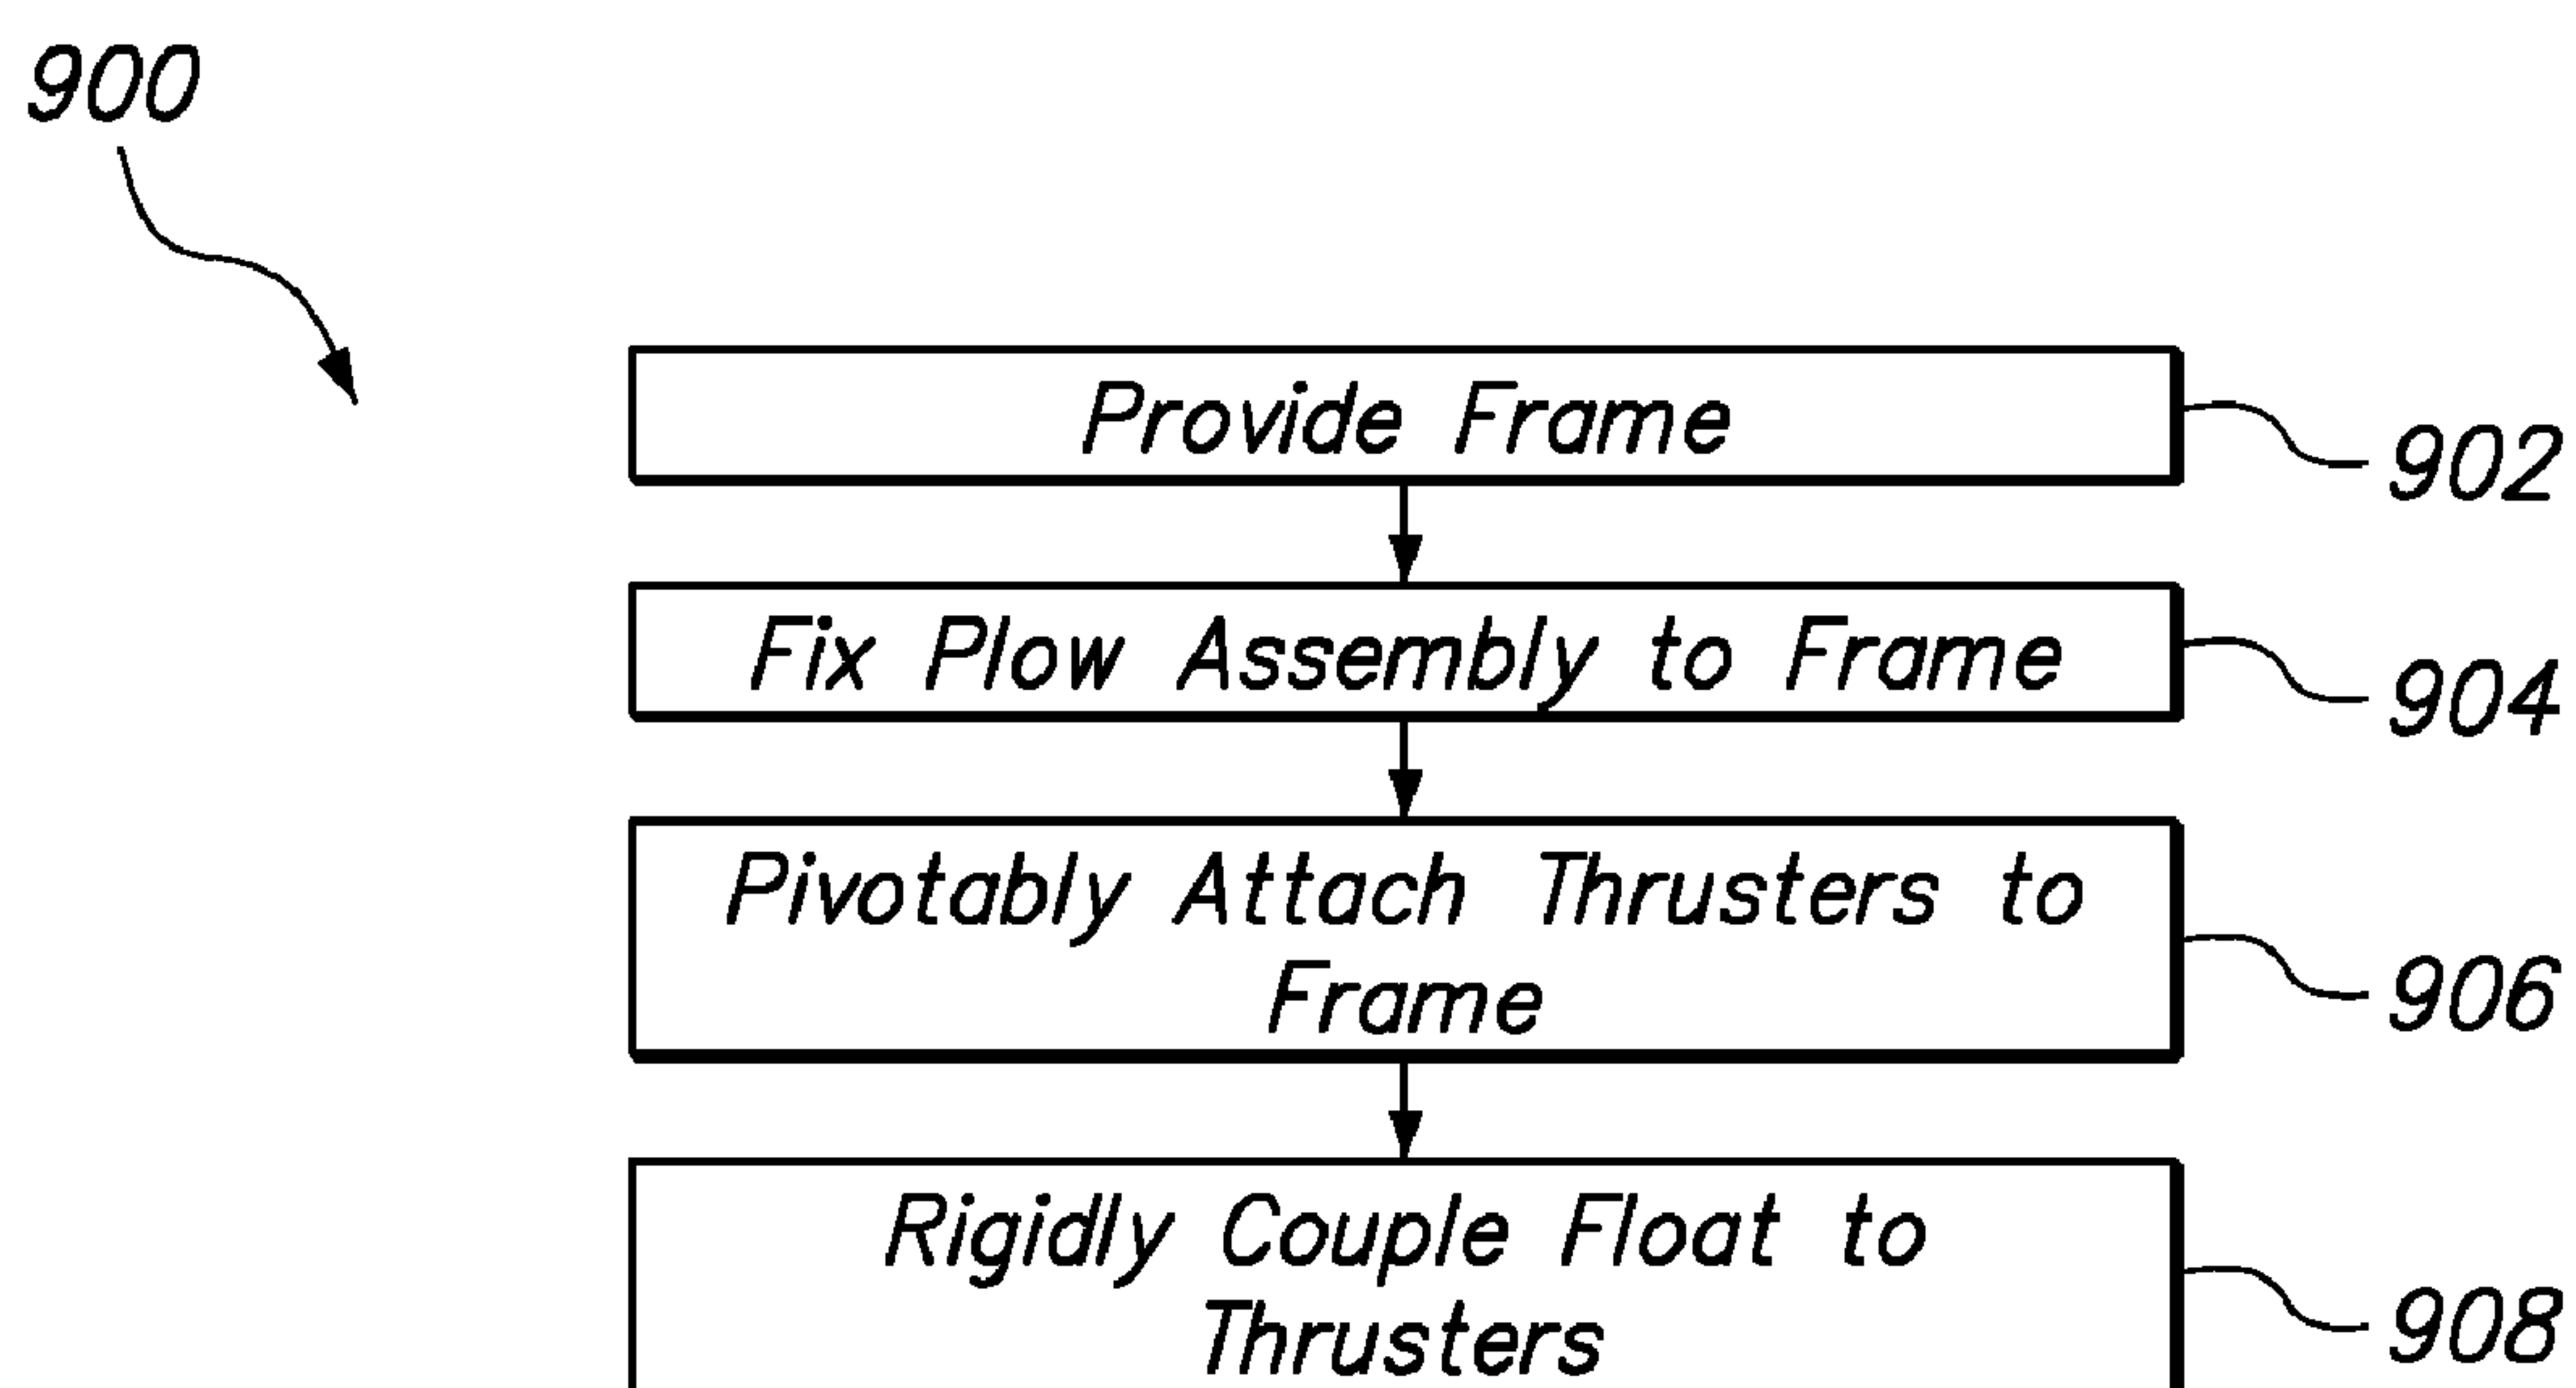 900
Provide Frame
902
Fix Plow Assembly to Frame
904
Pivotably Attach Thrusters to
Frame
906
Rigidly Couple Float to
Thrusters
908